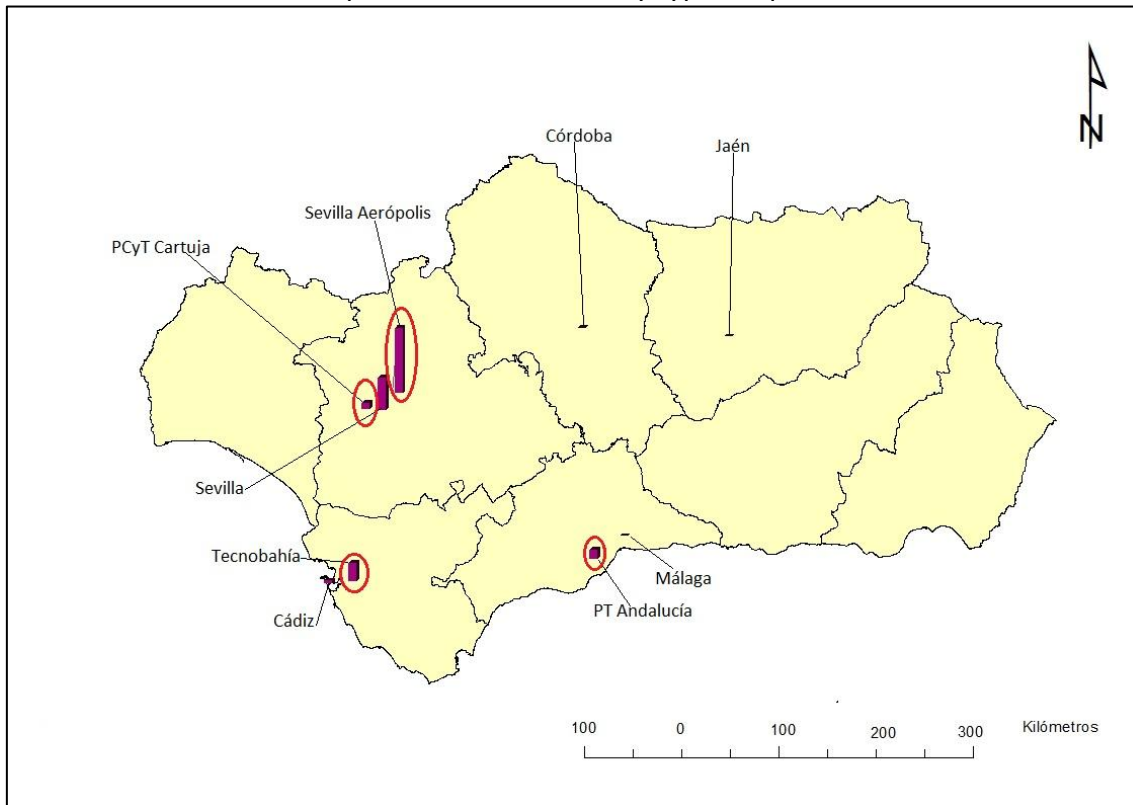 N
Córdoba
Jaén
Sevilla Aerópolis
PCyT Cartuja
Sevilla
Tecnobahía
Cádiz
Málaga
PT Andalucía
100 0 100 200 300 Kilómetros